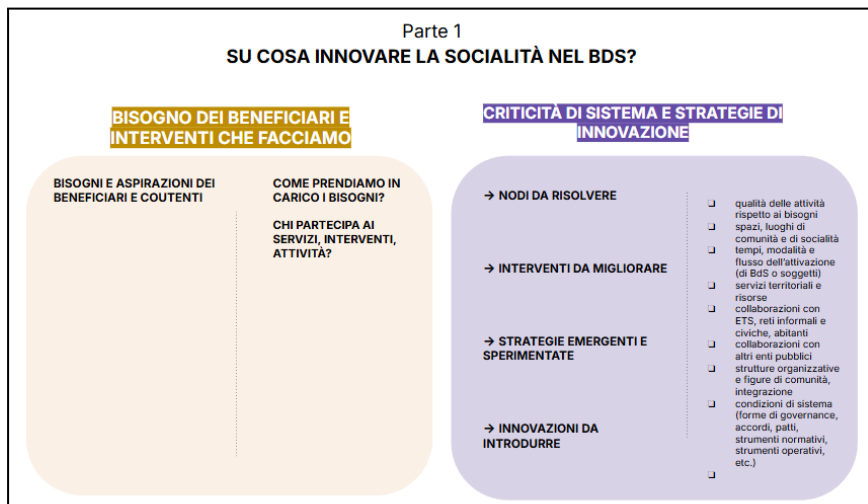 Parte 1
SU COSA INNOVARE LA SOCIALITÀ NEL BDS?
BISOGNO DEI BENEFICIARI E
INTERVENTI CHE FACCIAMO
BISOGNI E ASPIRAZIONI DEI
BENEFICIARI E COUTENTI
COME PRENDIAMO IN
CARICO I BISOGNI?
CHI PARTECIPA AI
SERVIZI, INTERVENTI,
ATTIVITÀ?
CRITICITÀ DI SISTEMA E STRATEGIE DI
INNOVAZIONE
→ NODI DA RISOLVERE
→ INTERVENTI DA MIGLIORARE
→ STRATEGIE EMERGENTI E
SPERIMENTATE
→ INNOVAZIONI DA
INTRODURRE
❏ qualità delle attività
rispetto ai bisogni
❏ spazi, luoghi di
comunità e di socialità
❏ tempi, modalità e
flusso dell'attivazione
(di BdS o soggetti)
❏ servizi territoriali e
risorse
❏ collaborazioni con
ETS, reti informali e
civiche, abitanti
❏ collaborazioni con
altri enti pubblici
❏ strutture organizzative
e figure di comunità,
integrazione
❏ condizioni di sistema
(forme di governance,
accordi, patti,
strumenti normativi,
strumenti operativi,
etc.)
❏